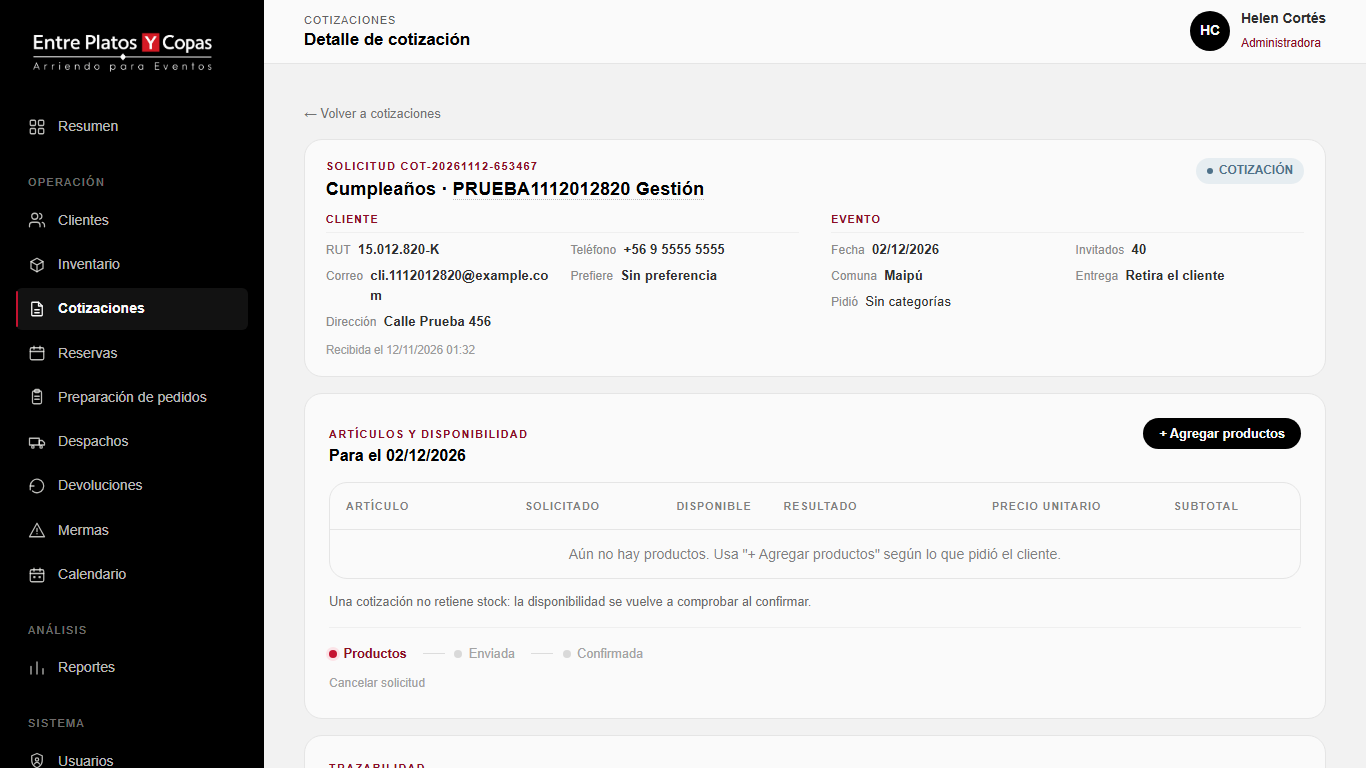 Entre Platos Y Copas
Arriendo para Eventos
Resumen
OPERACIÓN
Clientes
Inventario
Cotizaciones
Reservas
Preparación de pedidos
Despachos
Devoluciones
Mermas
Calendario
ANÁLISIS
Reportes
SISTEMA
Usuarios
COTIZACIONES
Detalle de cotización
HC
Helen Cortés
Administradora
← Volver a cotizaciones
SOLICITUD COT-20261112-653467
Cumpleaños · PRUEBA1112012820 Gestión
COTIZACIÓN
CLIENTE
RUT 15.012.820-K
Teléfono +56 9 5555 5555
Correo cli.1112012820@example.co
m
Prefiere Sin preferencia
Dirección Calle Prueba 456
Recibida el 12/11/2026 01:32
EVENTO
Fecha 02/12/2026
Invitados 40
Comuna Maipú
Entrega Retira el cliente
Pidió Sin categorías
ARTÍCULOS Y DISPONIBILIDAD
Para el 02/12/2026
+ Agregar productos
ARTÍCULO SOLICITADO DISPONIBLE RESULTADO PRECIO UNITARIO SUBTOTAL
Aún no hay productos. Usa "+ Agregar productos" según lo que pidió el cliente.
Una cotización no retiene stock: la disponibilidad se vuelve a comprobar al confirmar.
Productos Enviada Confirmada
Cancelar solicitud
TRAZABILIDAD